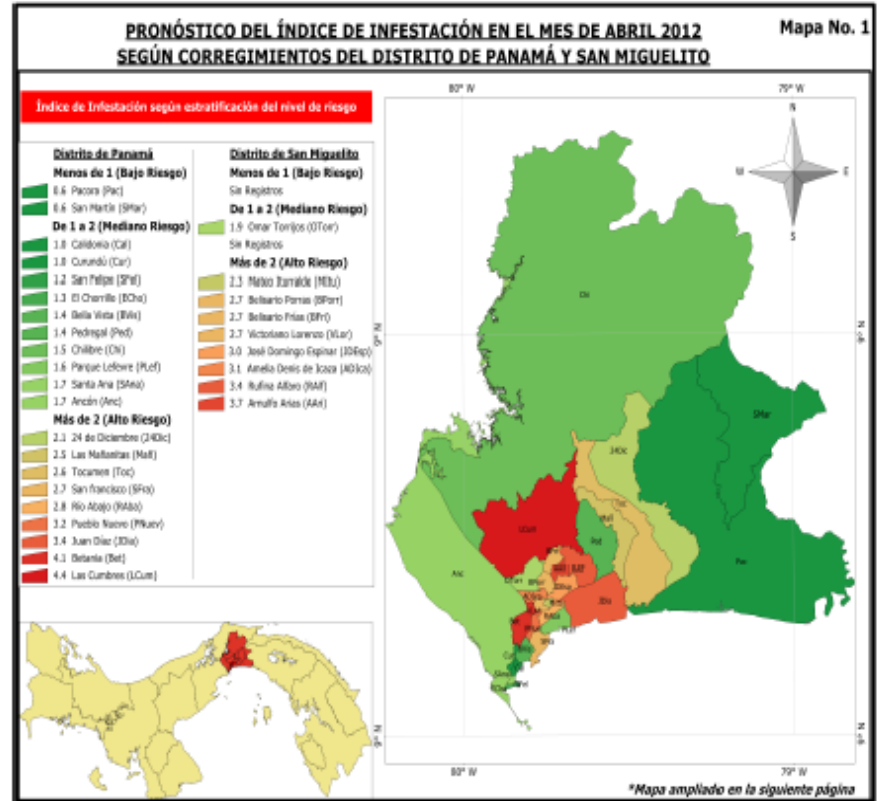 PRONÓSTICO DEL ÍNDICE DE INFESTACIÓN EN EL MES DE ABRIL 2012
SEGÚN CORREGIMIENTOS DEL DISTRITO DE PANAMÁ Y SAN MIGUELITO
Mapa No. 1
Índice de Infestación según estratificación del nivel de riesgo
Distrito de Panamá
Menos de 1 (Bajo Riesgo)
0.6 Pacora (Pac)
0.6 San Martín (SMar)
De 1 a 2 (Mediano Riesgo)
1.0 Calidonia (Cal)
1.0 Curundú (Cur)
1.2 San Felipe (SFel)
1.3 El Chorrillo (ECho)
1.4 Bella Vista (BVis)
1.4 Pedregal (Ped)
1.5 Chilibre (Chi)
1.6 Parque Lefevre (PLef)
1.7 Santa Ana (SAna)
1.7 Ancón (Anc)
Más de 2 (Alto Riesgo)
2.1 24 de Diciembre (24Dic)
2.5 Las Mañanitas (Mañ)
2.6 Tocumen (Toc)
2.7 San francisco (SFra)
2.8 Río Abajo (RAba)
3.2 Pueblo Nuevo (PNuev)
3.4 Juan Díaz (JDia)
4.1 Betania (Bet)
4.4 Las Cumbres (LCum)
Distrito de San Miguelito
Menos de 1 (Bajo Riesgo)
Sin Registros
De 1 a 2 (Mediano Riesgo)
1.9 Omar Torrijos (OTorr)
Sin Registros
Más de 2 (Alto Riesgo)
2.3 Mateo Iturralde (MItu)
2.7 Belisario Porras (BPorr)
2.7 Belisario Frías (BFri)
2.7 Victoriano Lorenzo (VLor)
3.0 José Domingo Espinar (JDEsp)
3.1 Amelia Denis de Icaza (ADIca)
3.4 Rufina Alfaro (RAlf)
3.7 Arnulfo Arias (AAri)
80° W
79° W
N
W
E
S
Chi
SMar
24Dic
Toc
Mañ
LCum
Ped
Pac
Anc
JDia
9° N
9° N
9° N
9° N
80° W
79° W
*Mapa ampliado en la siguiente página